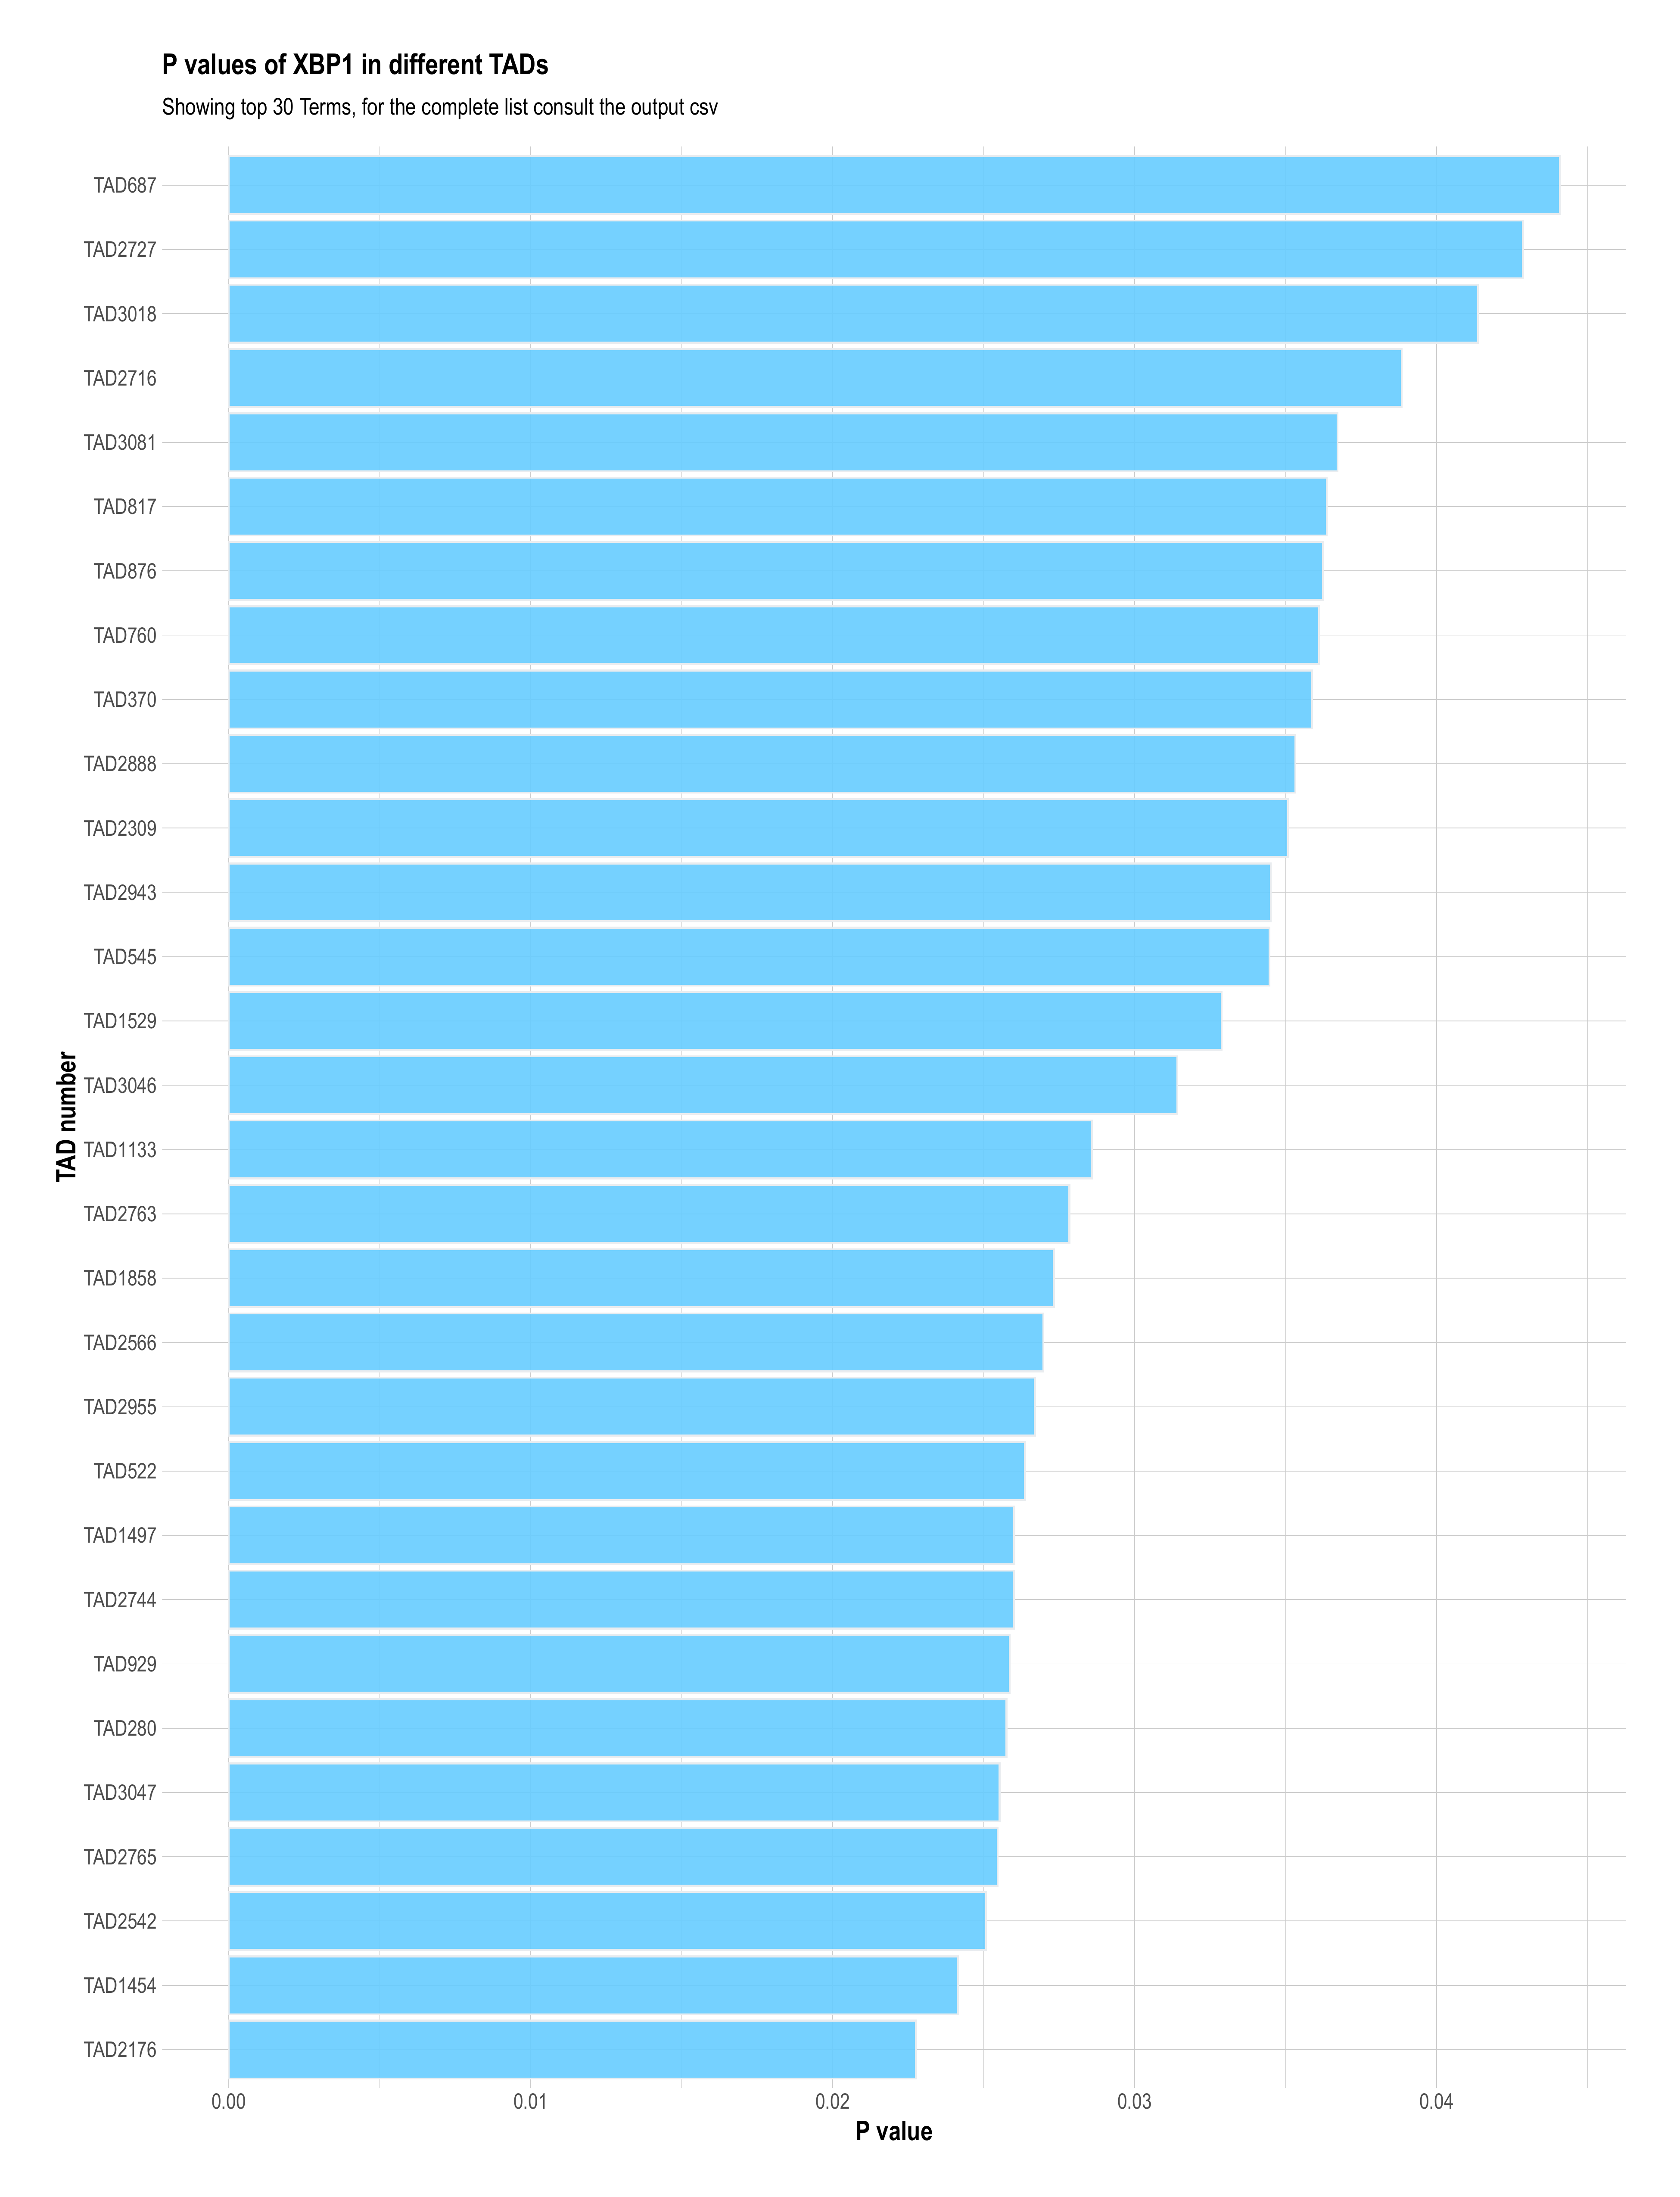 P values of XBP1 in different TADs
Showing top 30 Terms, for the complete list consult the output csv
TAD687
TAD2727
TAD3018
TAD2716
TAD3081
TAD817
TAD876
TAD760
TAD370
TAD2888
TAD2309
TAD2943
TAD545
TAD1529
TAD3046
TAD1133
TAD2763
TAD1858
TAD2566
TAD2955
TAD522
TAD1497
TAD2744
TAD929
TAD280
TAD3047
TAD2765
TAD2542
TAD1454
TAD2176
TAD number
0.00 0.01 0.02 0.03 0.04
P value